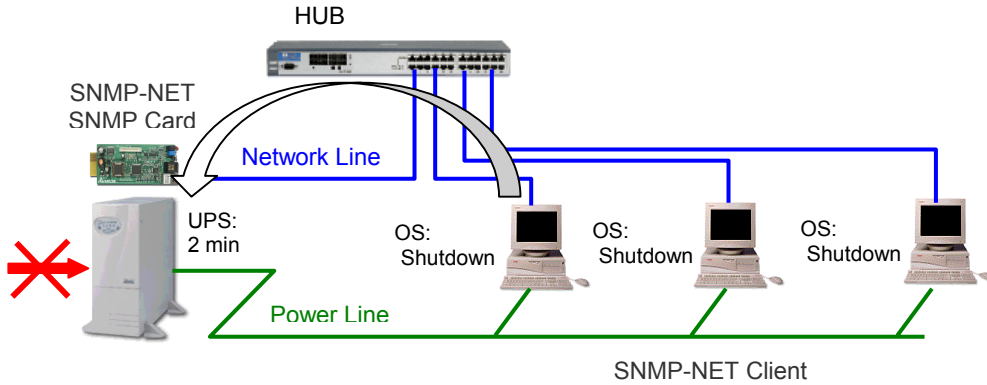 HUB
SNMP-NET
SNMP Card
Network Line
UPS:
2 min
OS:
Shutdown
OS:
Shutdown
OS:
Shutdown
Power Line
SNMP-NET Client